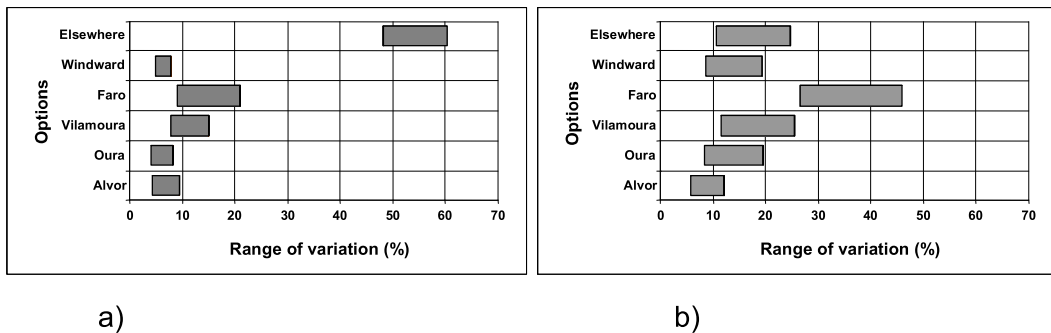 Elsewhere
Windward
Faro
Vilamoura
Oura
Alvor
Options
0 10 20 30 40 50 60 70
Range of variation (%)
a)
Elsewhere
Windward
Faro
Vilamoura
Oura
Alvor
Options
0 10 20 30 40 50 60 70
Range of variation (%)
b)